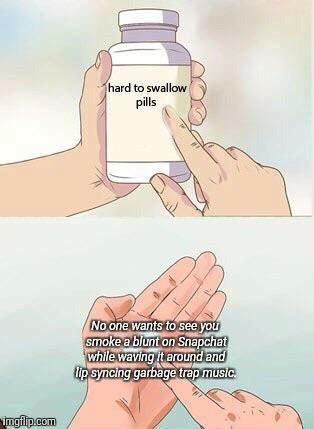 hard to swallow
pills
No one wants to see you
smoke a blunt on Snapchat
while waving it around and
lip syncing garbage trap music.
imgflip.com